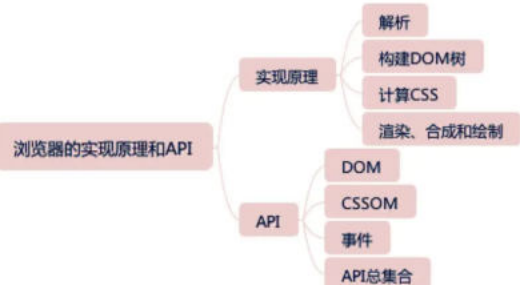 浏览器的实现原理和API
实现原理
解析
构建DOM树
计算CSS
渲染、合成和绘制
API
DOM
CSSOM
事件
API总集合